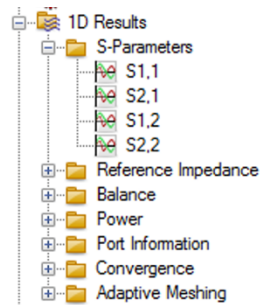 1D Results
S-Parameters
S1,1
S2,1
S1,2
S2,2
Reference Impedance
Balance
Power
Port Information
Convergence
Adaptive Meshing